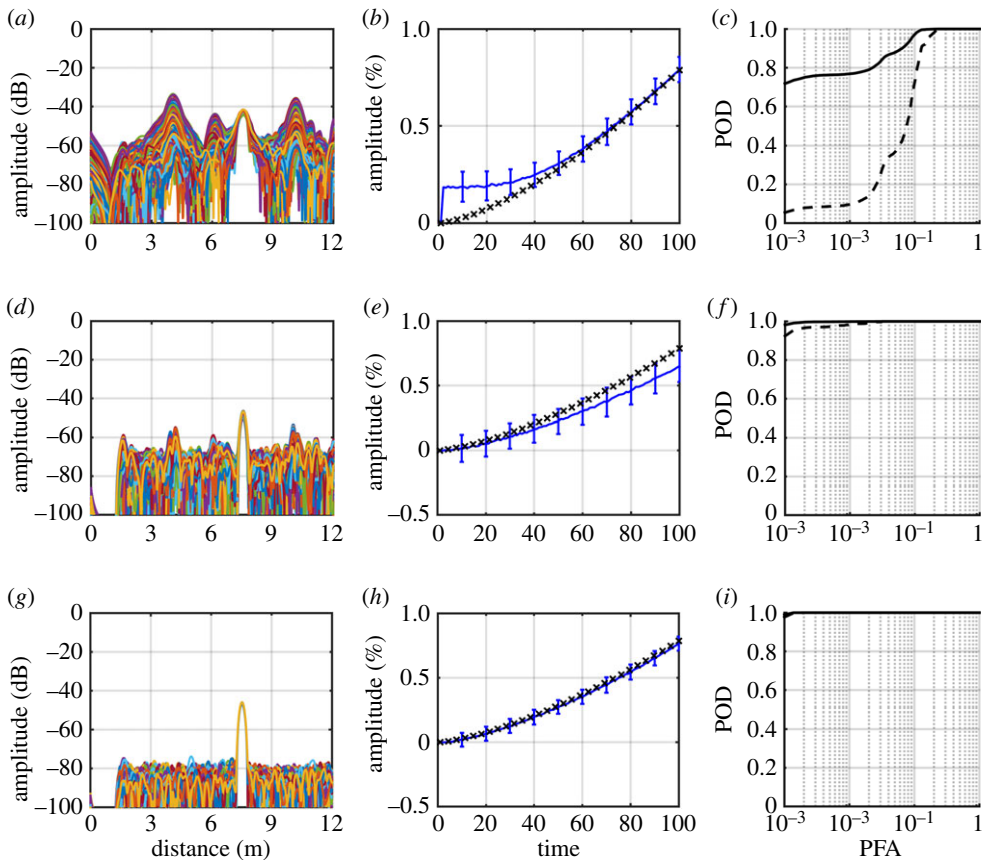 (a)
(b)
(c)
0
−20
−40
−60
−80
−100
amplitude (dB)
0 3 6 9 12
1.0
0.5
0
amplitude (%)
0 20 40 60 80 100
1.0
0.8
0.6
0.4
0.2
0
POD
10−3 10−3 10−1 1
(d)
(e)
(f)
0
−20
−40
−60
−80
−100
amplitude (dB)
0 3 6 9 12
1.0
0.5
0
−0.5
amplitude (%)
0 20 40 60 80 100
1.0
0.8
0.6
0.4
0.2
0
POD
10−3 10−3 10−1 1
(g)
(h)
(i)
0
−20
−40
−60
−80
−100
amplitude (dB)
0 3 6 9 12
distance (m)
1.0
0.5
0
−0.5
amplitude (%)
0 20 40 60 80 100
time
1.0
0.8
0.6
0.4
0.2
0
POD
10−3 10−3 10−1 1
PFA